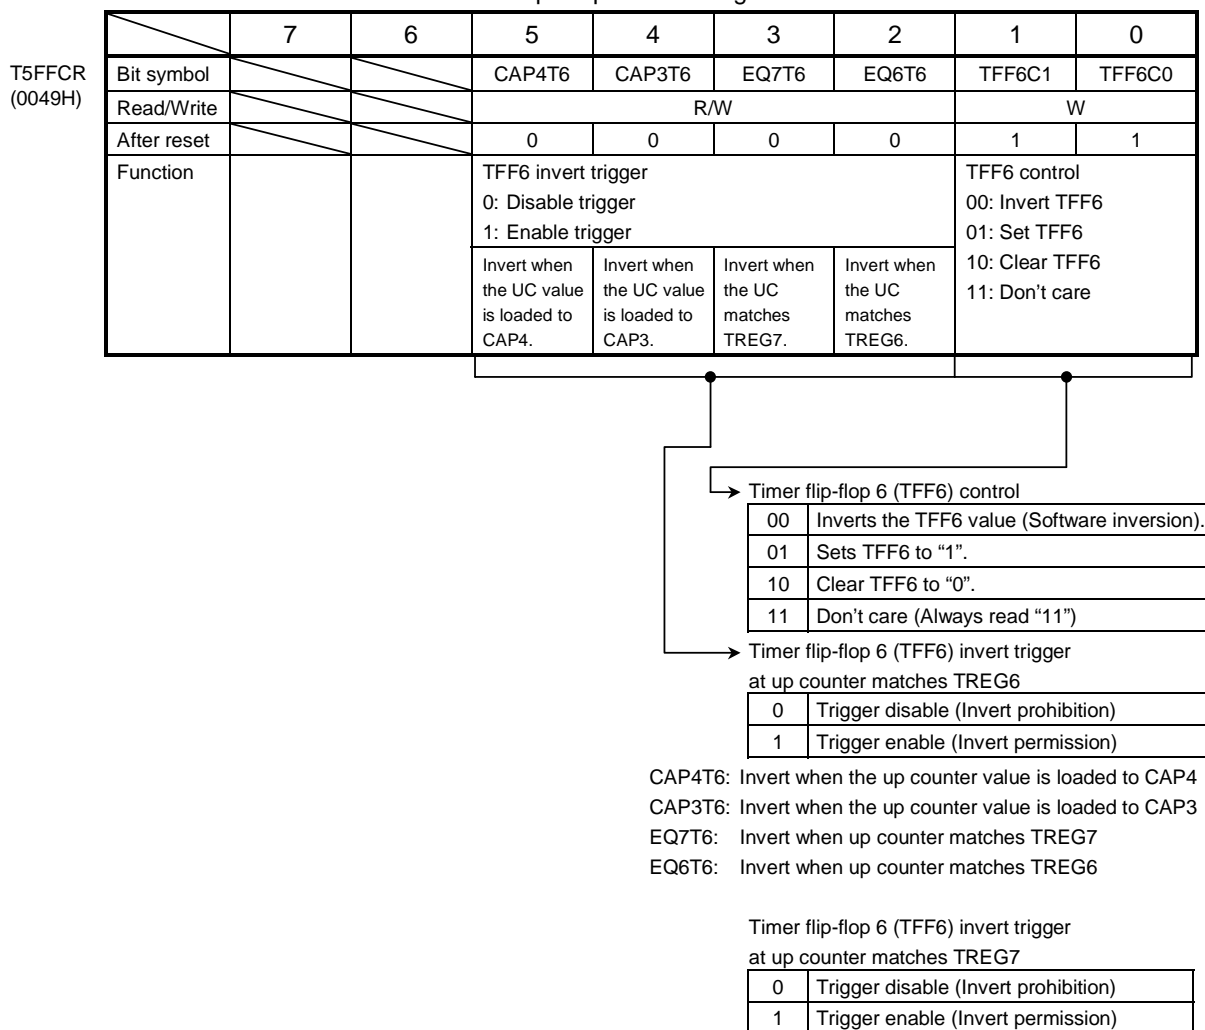 7 6 5 4 3 2 1 0
T5FFCR
(0049H)
Bit symbol CAP4T6 CAP3T6 EQ7T6 EQ6T6 TFF6C1 TFF6C0
Read/Write R/W W
After reset 0 0 0 0 1 1
Function
TFF6 invert trigger
0: Disable trigger
1: Enable trigger
Invert when
the UC value
is loaded to
CAP4.
Invert when
the UC value
is loaded to
CAP3.
Invert when
the UC
matches
TREG7.
Invert when
the UC
matches
TREG6.
TFF6 control
00: Invert TFF6
01: Set TFF6
10: Clear TFF6
11: Don’t care
Timer flip-flop 6 (TFF6) control
00 Inverts the TFF6 value (Software inversion).
01 Sets TFF6 to “1”.
10 Clear TFF6 to “0”.
11 Don’t care (Always read “11”)
Timer flip-flop 6 (TFF6) invert trigger
at up counter matches TREG6
0 Trigger disable (Invert prohibition)
1 Trigger enable (Invert permission)
CAP4T6: Invert when the up counter value is loaded to CAP4
CAP3T6: Invert when the up counter value is loaded to CAP3
EQ7T6: Invert when up counter matches TREG7
EQ6T6: Invert when up counter matches TREG6
Timer flip-flop 6 (TFF6) invert trigger
at up counter matches TREG7
0 Trigger disable (Invert prohibition)
1 Trigger enable (Invert permission)